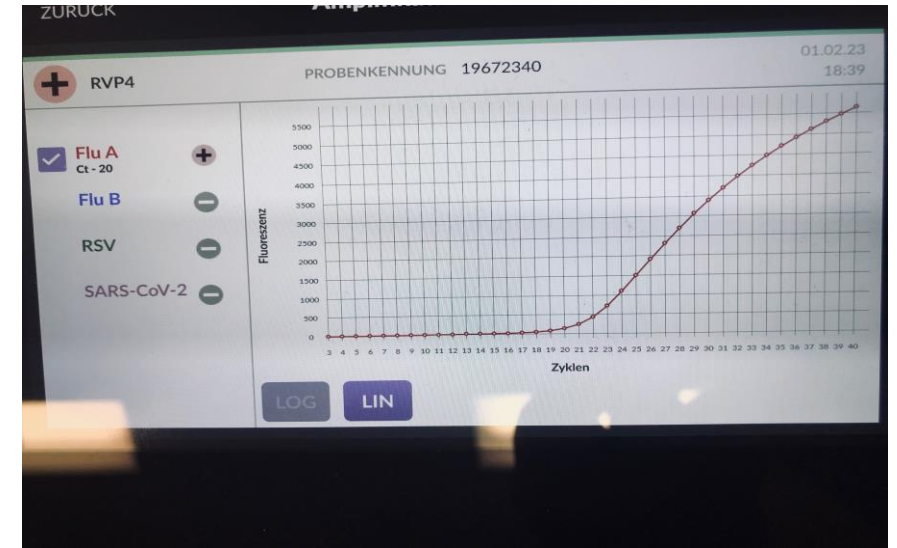 ZURÜCK
RVP4
PROBENKENNUNG 19672340
01.02.23
18:39
Flu A
Ct - 20
Flu B
RSV
SARS-CoV-2
Fluoreszenz
5500
5000
4500
4000
3500
3000
2500
2000
1500
1000
500
0
3 4 5 6 7 8 9 10 11 12 13 14 15 16 17 18 19 20 21 22 23 24 25 26 27 28 29 30 31 32 33 34 35 36 37 38 39 40
Zyklen
LOG LIN